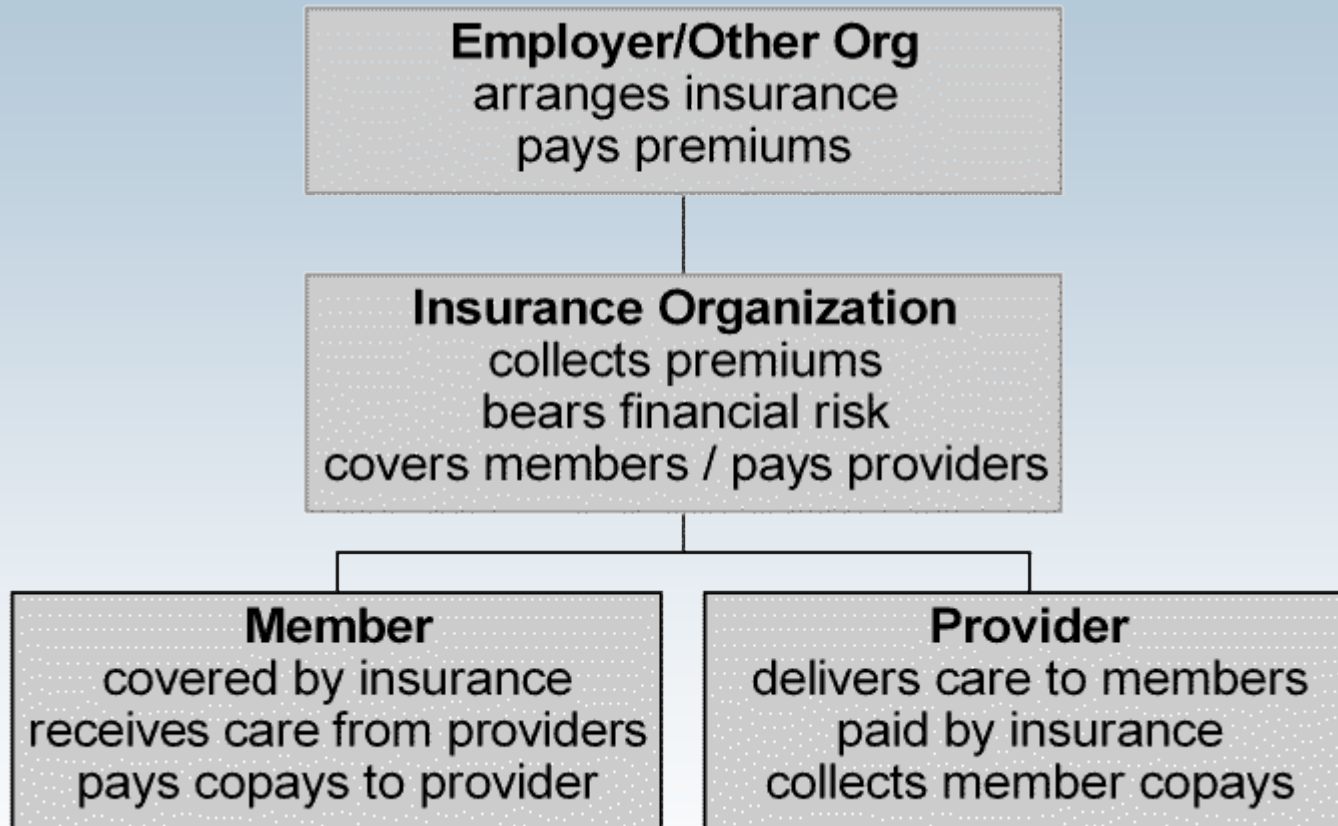 Employer/Other Org
arranges insurance
pays premiums
Insurance Organization
collects premiums
bears financial risk
covers members / pays providers
Member
covered by insurance
receives care from providers
pays copays to provider
Provider
delivers care to members
paid by insurance
collects member copays